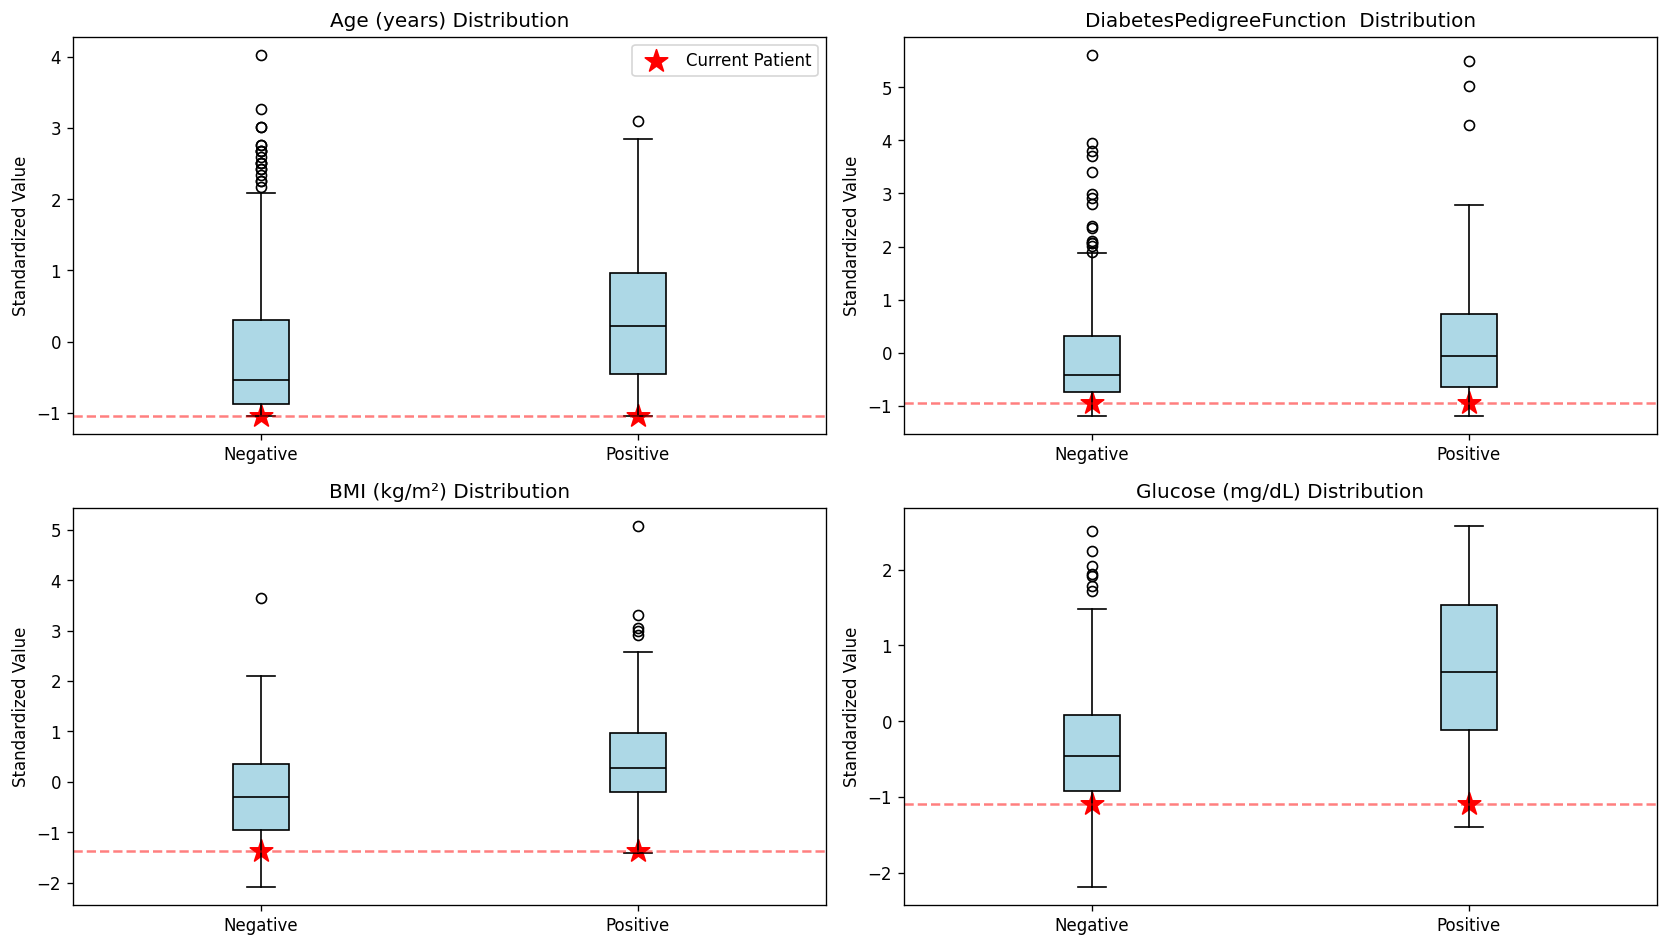 Age (years) Distribution
Standardized Value
4
3
2
1
0
−1
Current Patient
Negative
Positive
DiabetesPedigreeFunction  Distribution
Standardized Value
5
4
3
2
1
0
−1
Negative
Positive
BMI (kg/m²) Distribution
Standardized Value
5
4
3
2
1
0
−1
−2
Negative
Positive
Glucose (mg/dL) Distribution
Standardized Value
2
1
0
−1
−2
Negative
Positive